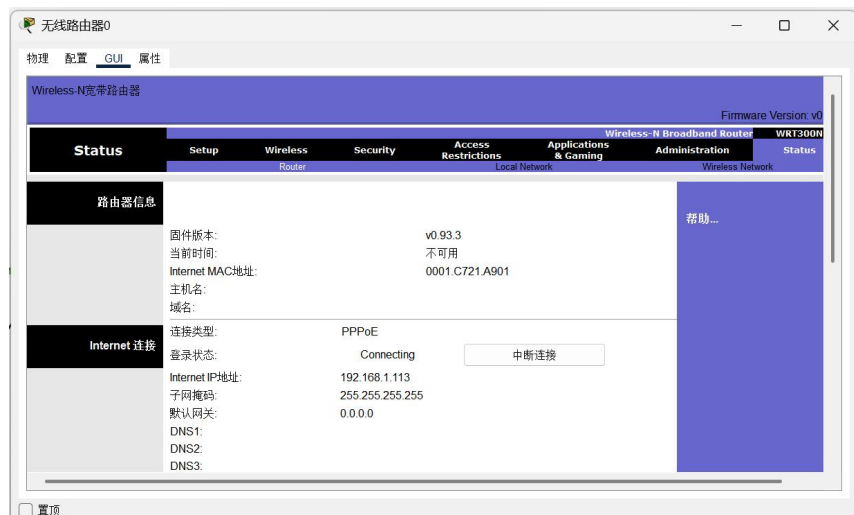 无线路由器0
物理 配置 GUI 属性
Wireless-N宽带路由器
Firmware Version: v0
Wireless-N Broadband Router WRT300N
Status Setup Wireless Security Access Restrictions Applications & Gaming Administration Status
Router Local Network Wireless Network
路由器信息
帮助...
固件版本: v0.93.3
当前时间: 不可用
Internet MAC地址: 0001.C721.A901
主机名:
域名:
Internet 连接
连接类型: PPPoE
登录状态: Connecting 中断连接
Internet IP地址: 192.168.1.113
子网掩码: 255.255.255.255
默认网关: 0.0.0.0
DNS1:
DNS2:
DNS3:
置顶